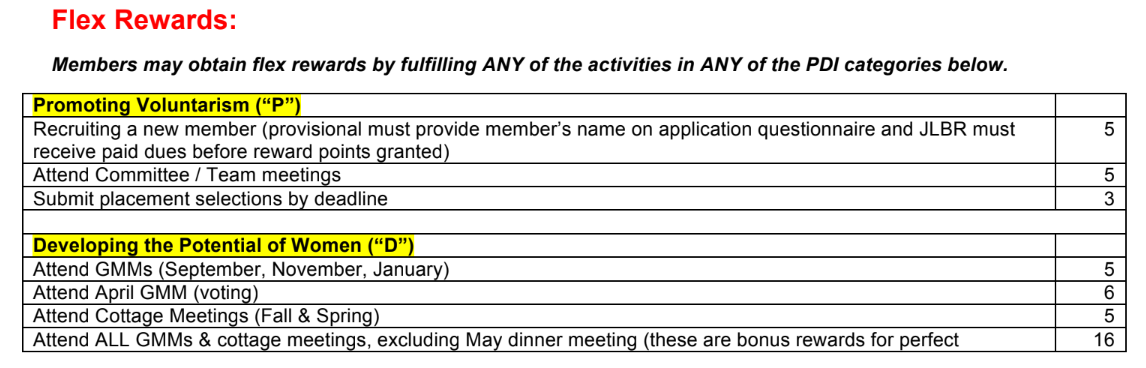 Flex Rewards:
Members may obtain flex rewards by fulfilling ANY of the activities in ANY of the PDI categories below.
Promoting Voluntarism (“P”)
Recruiting a new member (provisional must provide member’s name on application questionnaire and JLBR must 5
receive paid dues before reward points granted)
Attend Committee / Team meetings 5
Submit placement selections by deadline 3
Developing the Potential of Women (“D”)
Attend GMMs (September, November, January) 5
Attend April GMM (voting) 6
Attend Cottage Meetings (Fall & Spring) 5
Attend ALL GMMs & cottage meetings, excluding May dinner meeting (these are bonus rewards for perfect 16